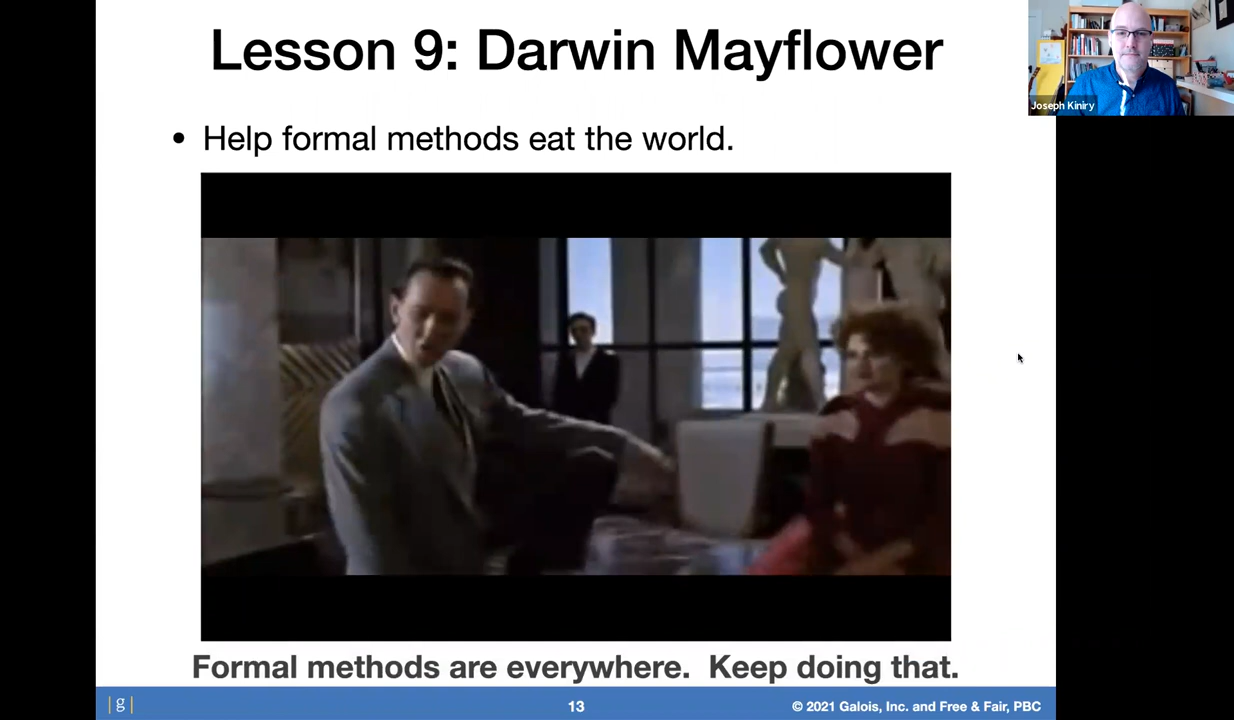 Lesson 9: Darwin Mayflower
Joseph Kiniry
• Help formal methods eat the world.
Formal methods are everywhere. Keep doing that.
|g|
13
© 2021 Galois, Inc. and Free & Fair, PBC